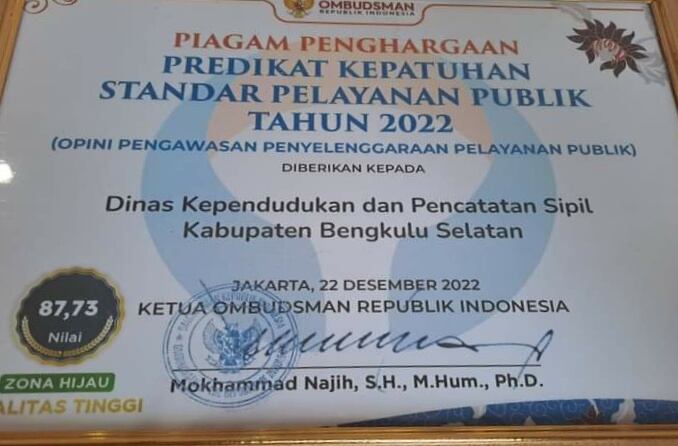 OMBUDSMAN
REPUBLIK INDONESIA
PIAGAM PENGHARGAAN
PREDIKAT KEPATUHAN
STANDAR PELAYANAN PUBLIK
TAHUN 2022
(OPINI PENGAWASAN PENYELENGGARAAN PELAYANAN PUBLIK)
DIBERIKAN KEPADA
Dinas Kependudukan dan Pencatatan Sipil
Kabupaten Bengkulu Selatan
JAKARTA, 22 DESEMBER 2022
KETUA OMBUDSMAN REPUBLIK INDONESIA
87,73
Nilai
Mokhammad Najih, S.H., M.Hum., Ph.D.
ZONA HIJAU
ALITAS TINGGI